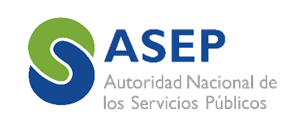 ASEP
Autoridad Nacional de
los Servicios Públicos